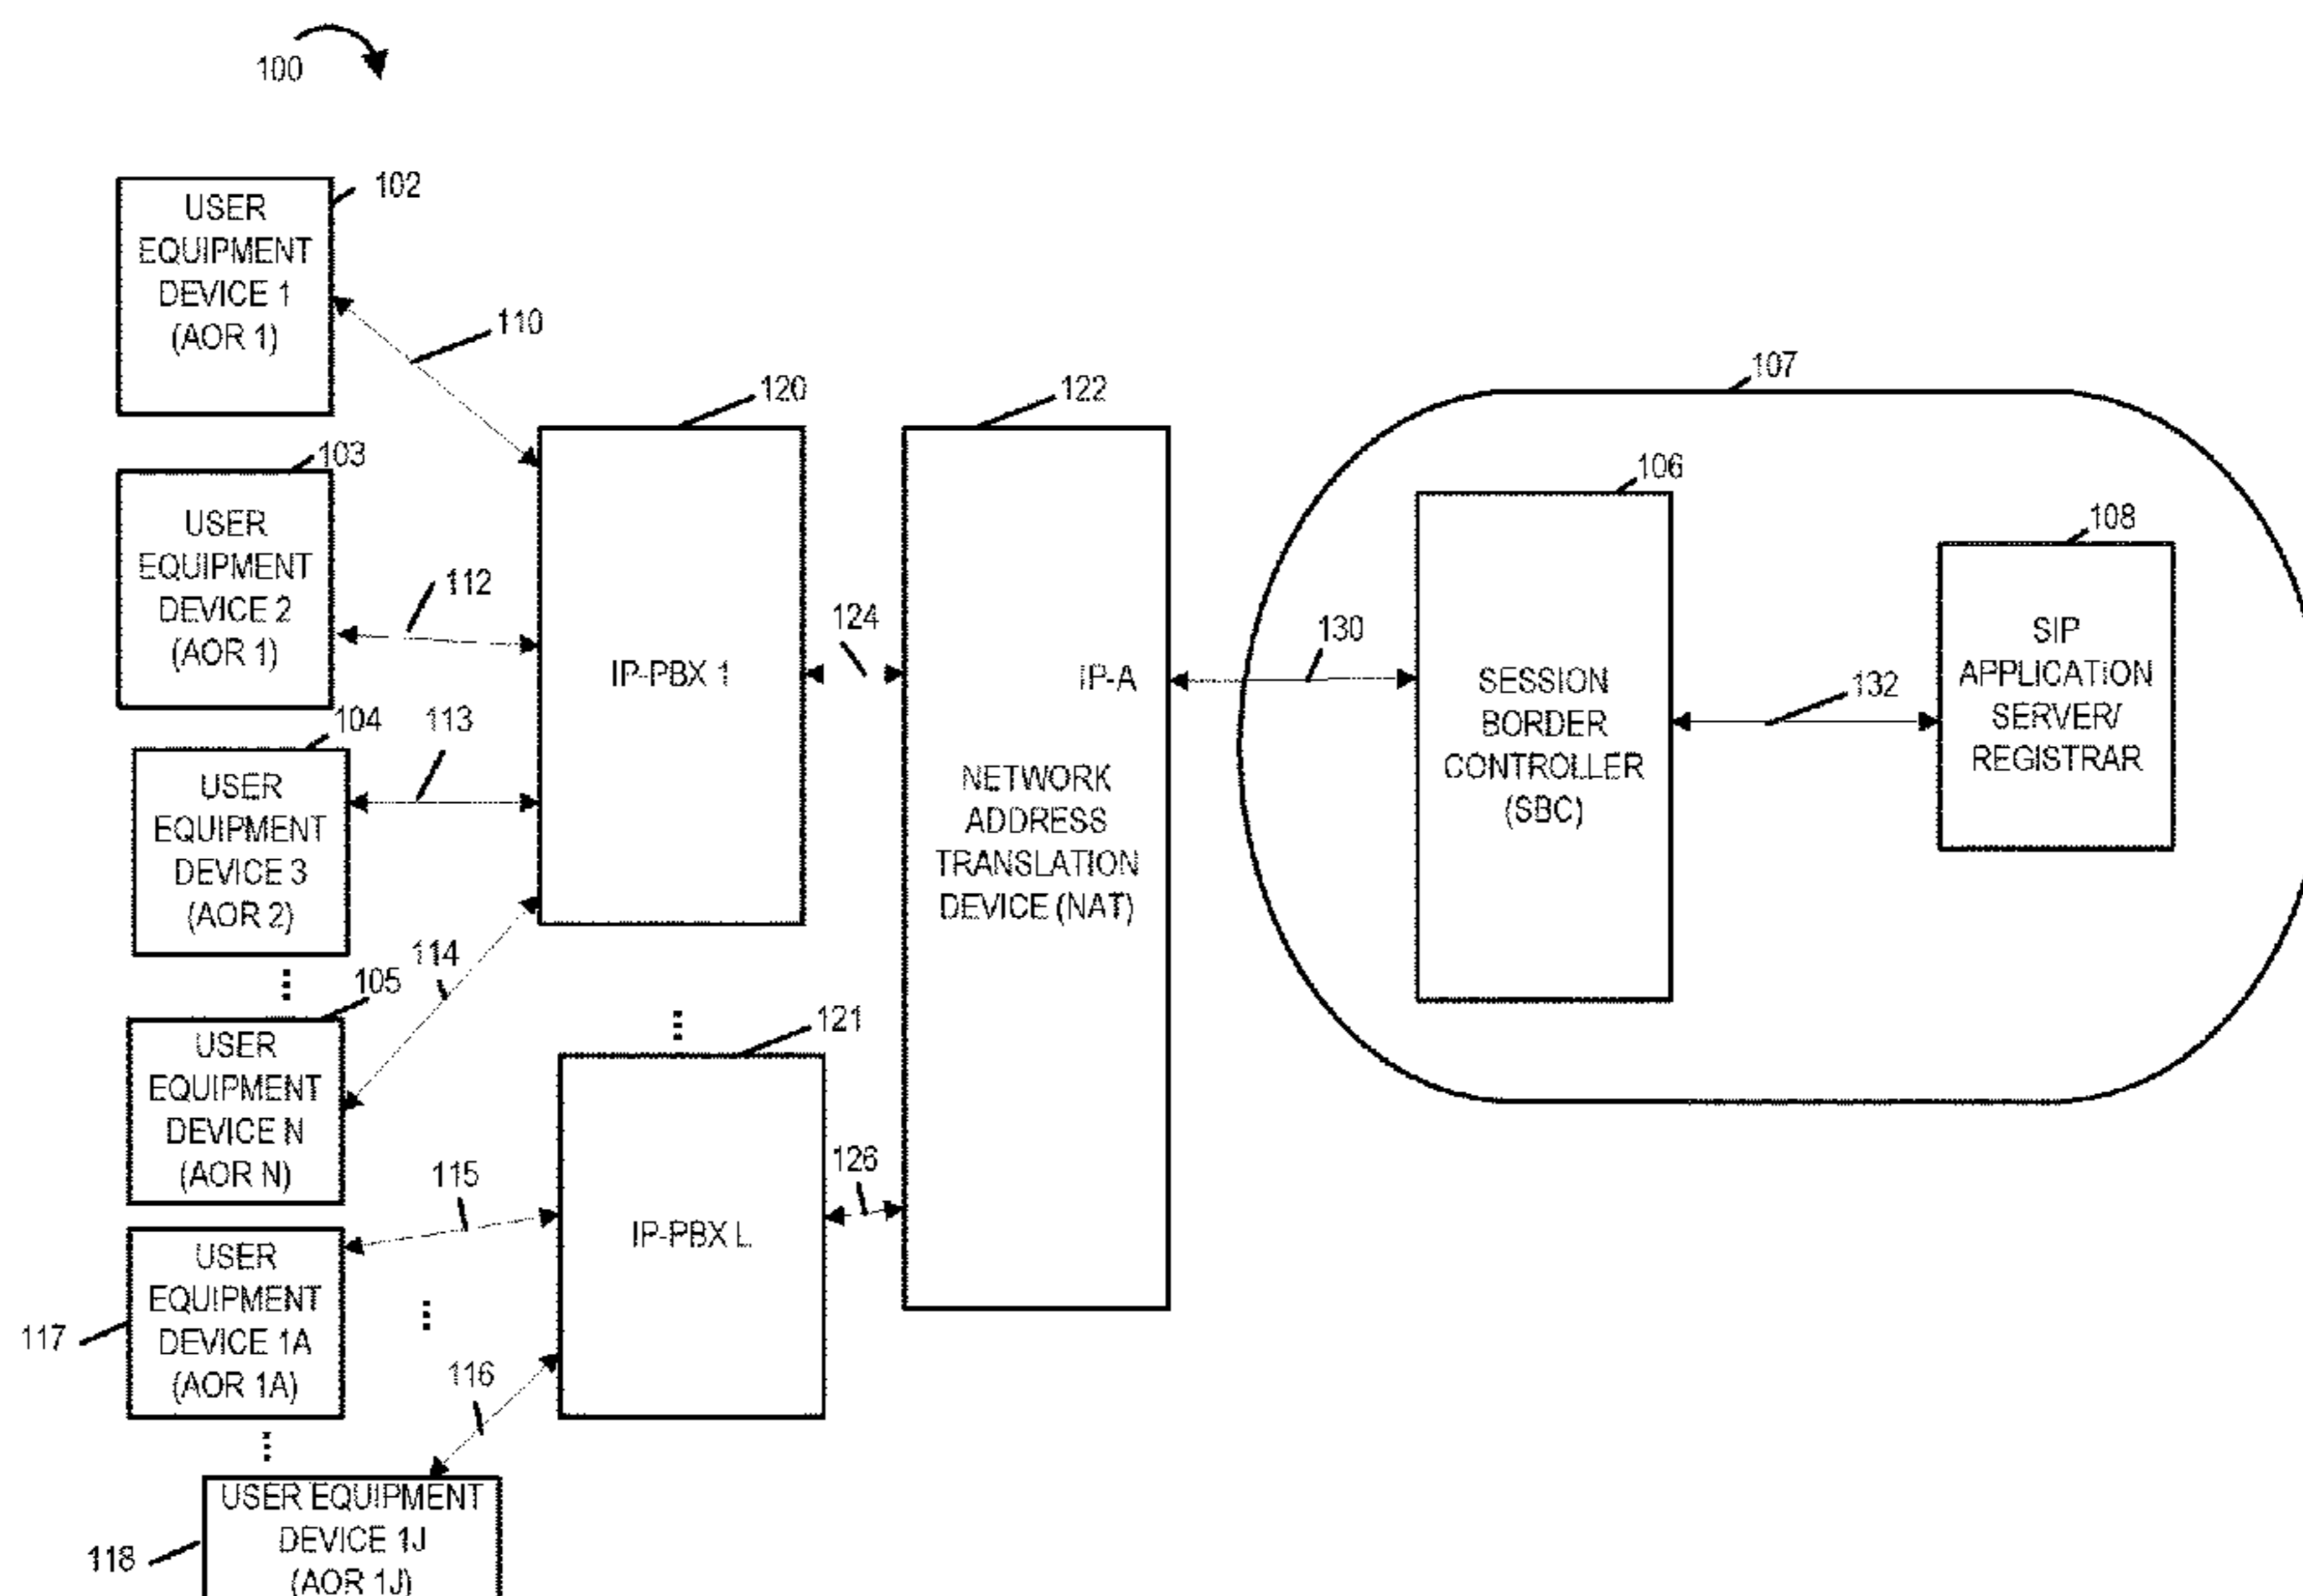 100
102
USER
EQUIPMENT
DEVICE 1
(AOR 1)
110
103
USER
EQUIPMENT
DEVICE 2
(AOR 1)
112
104
113
USER
EQUIPMENT
DEVICE 3
(AOR 2)
114
105
USER
EQUIPMENT
DEVICE N
(AOR N)
115
117
USER
EQUIPMENT
DEVICE 1A
(AOR 1A)
116
118
USER EQUIPMENT
DEVICE 1J
(AOR 1J)
120
IP-PBX 1
124
121
IP-PBX L
126
122
IP-A
NETWORK
ADDRESS
TRANSLATION
DEVICE (NAT)
130
107
106
SESSION
BORDER
CONTROLLER
(SBC)
132
108
SIP
APPLICATION
SERVER/
REGISTRAR